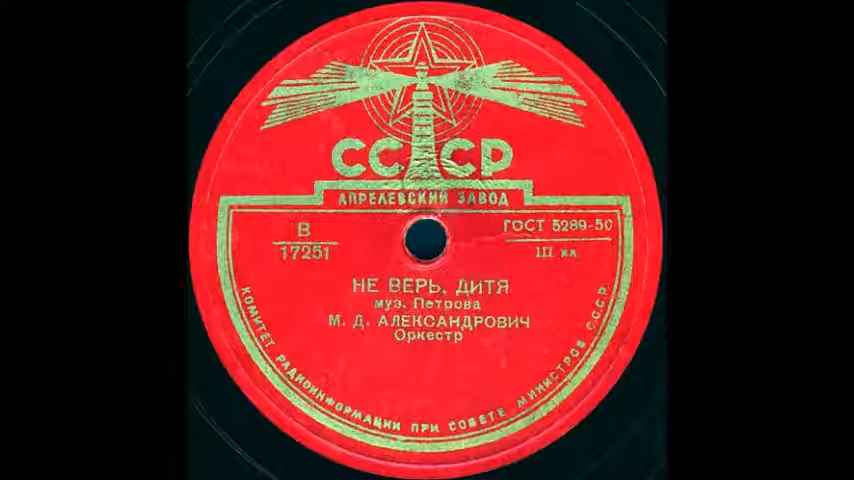 СССР
АПРЕЛЕВСКИЙ ЗАВОД
В
17251
ГОСТ 5289-50
III кл.
НЕ ВЕРЬ, ДИТЯ
муз. Петрова
М. Д. АЛЕКСАНДРОВИЧ
Оркестр
КОМИТЕТ РАДИОИНФОРМАЦИИ ПРИ СОВЕТЕ МИНИСТРОВ С.С.С.Р.